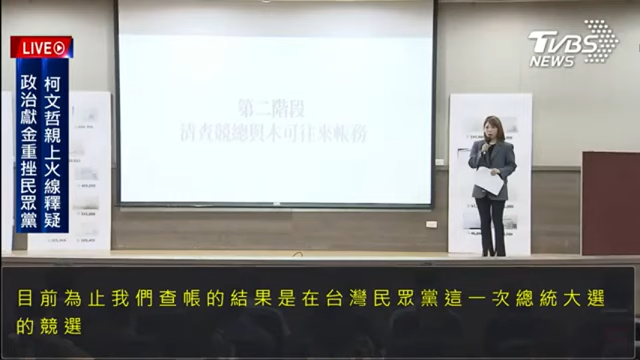 LIVE
TVBS
NEWS
柯文哲親上火線釋疑
政治獻金重挫民眾黨
第二階段
清查競總與木可往來帳務
目前為止我們查帳的結果是在台灣民眾黨這一次總統大選
的競選